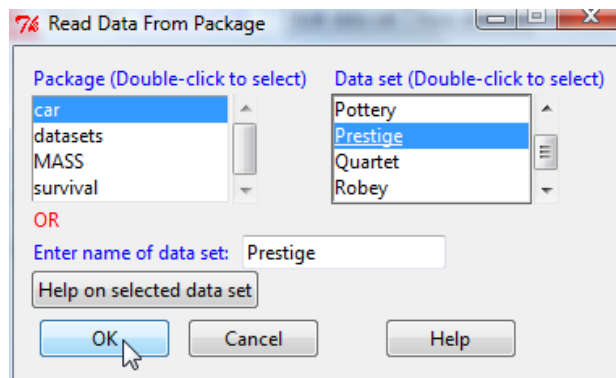 Read Data From Package
Package (Double-click to select)
car
datasets
MASS
survival
Data set (Double-click to select)
Pottery
Prestige
Quartet
Robey
OR
Enter name of data set: Prestige
Help on selected data set
OK Cancel Help